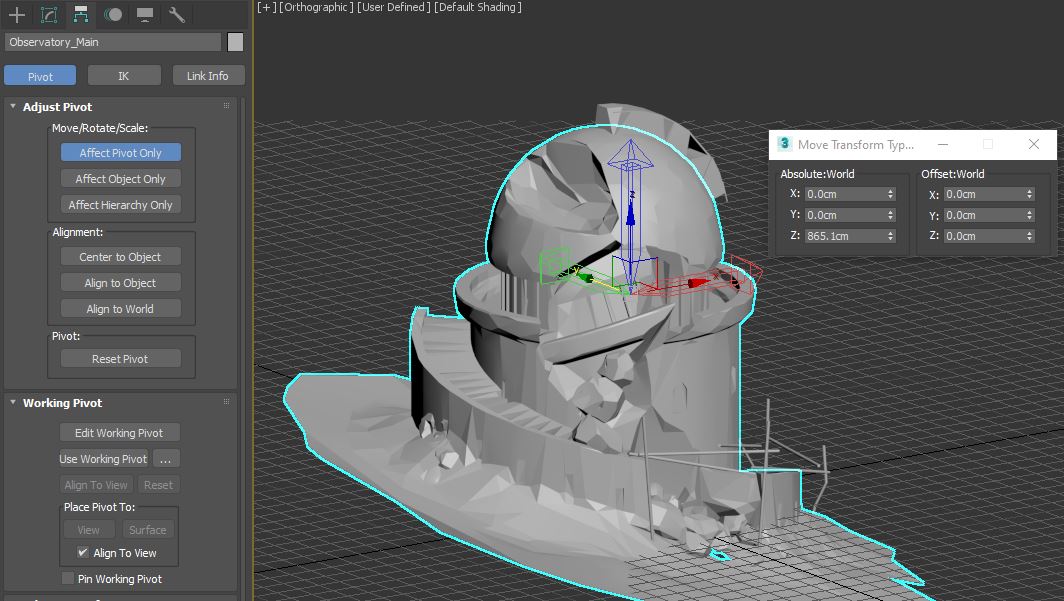 [+] [Orthographic ] [User Defined ] [Default Shading ]
Observatory_Main
Pivot
IK
Link Info
Adjust Pivot
Move/Rotate/Scale:
Affect Pivot Only
Affect Object Only
Affect Hierarchy Only
Alignment:
Center to Object
Align to Object
Align to World
Pivot:
Reset Pivot
Working Pivot
Edit Working Pivot
Use Working Pivot ...
Align To View Reset
Place Pivot To:
View Surface
Align To View
Pin Working Pivot
3 Move Transform Typ...
Absolute:World
X: 0.0cm
Y: 0.0cm
Z: 865.1cm
Offset:World
X: 0.0cm
Y: 0.0cm
Z: 0.0cm
z
y
x